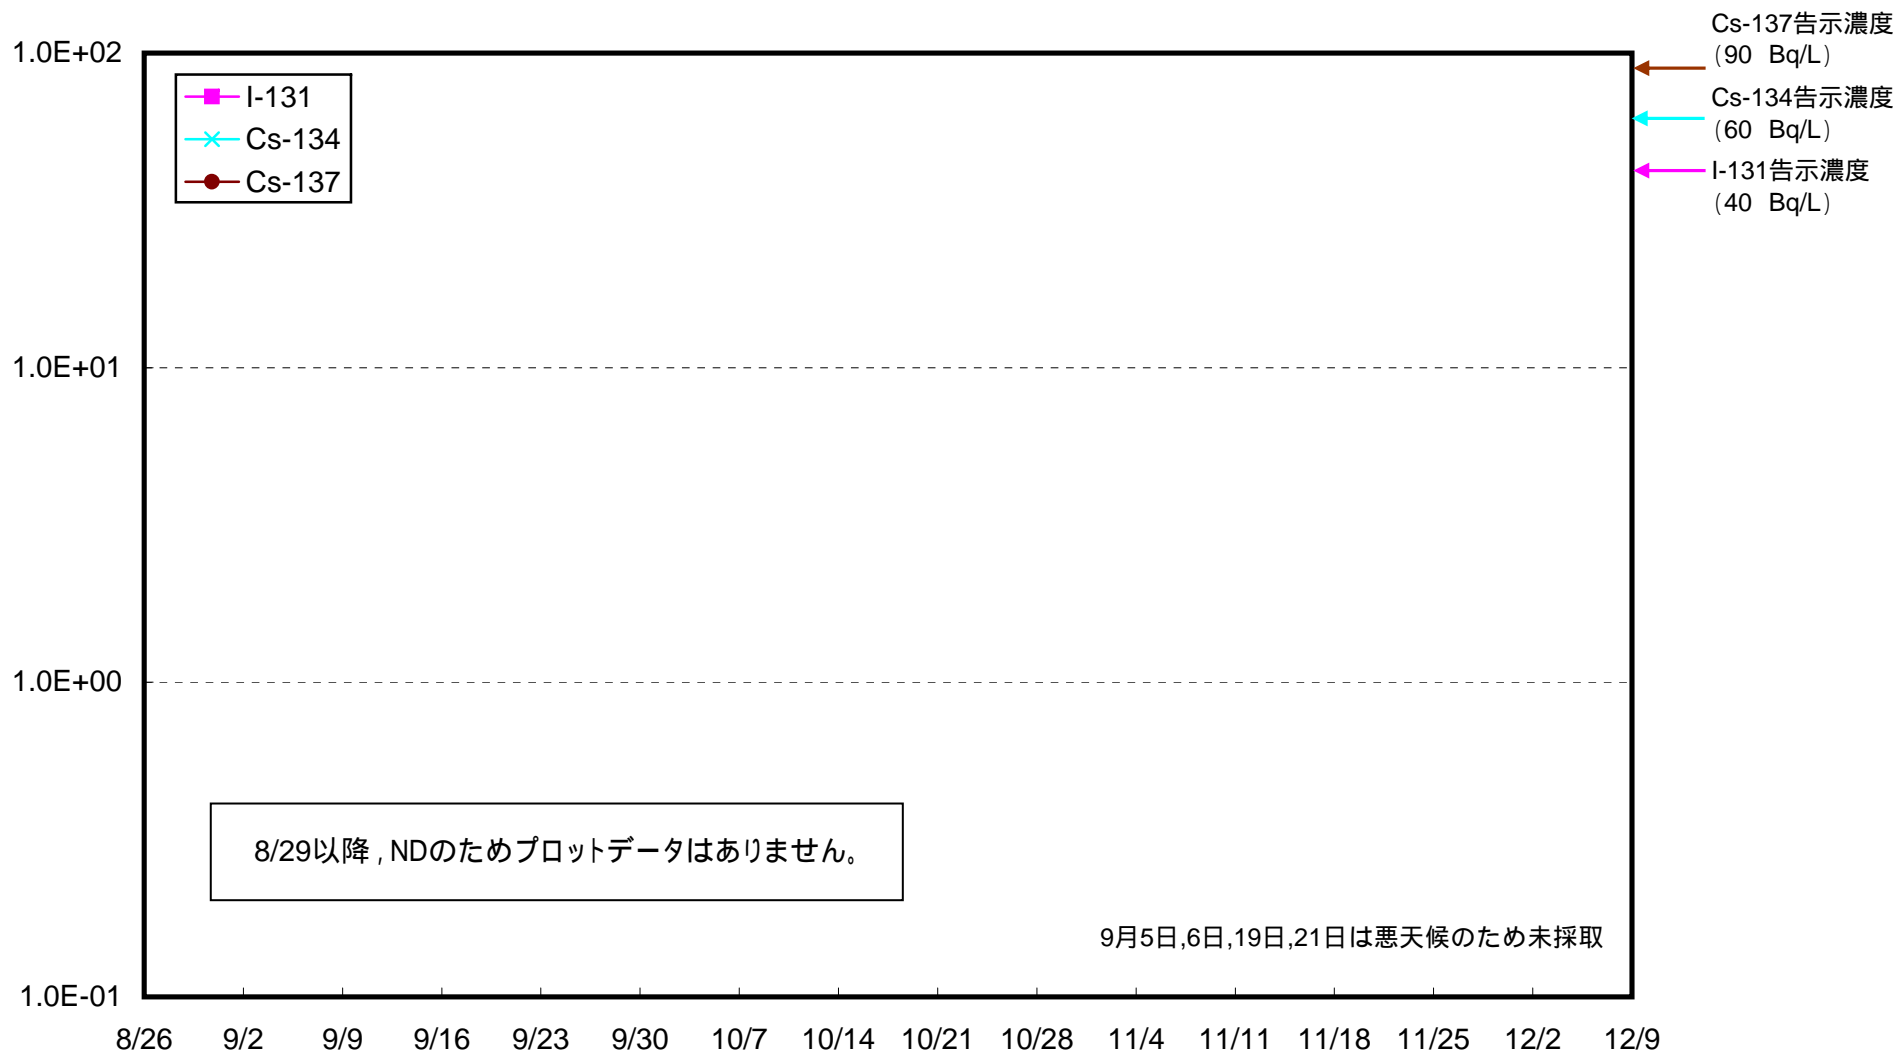 Cs-137告示濃度
(90 Bq/L)
Cs-134告示濃度
(60 Bq/L)
I-131告示濃度
(40 Bq/L)
1.0E+02
1.0E+01
1.0E+00
1.0E-01
I-131
Cs-134
Cs-137
8/29以降,NDのためプロットデータはありません。
9月5日,6日,19日,21日は悪天候のため未採取
8/26 9/2 9/9 9/16 9/23 9/30 10/7 10/14 10/21 10/28 11/4 11/11 11/18 11/25 12/2 12/9